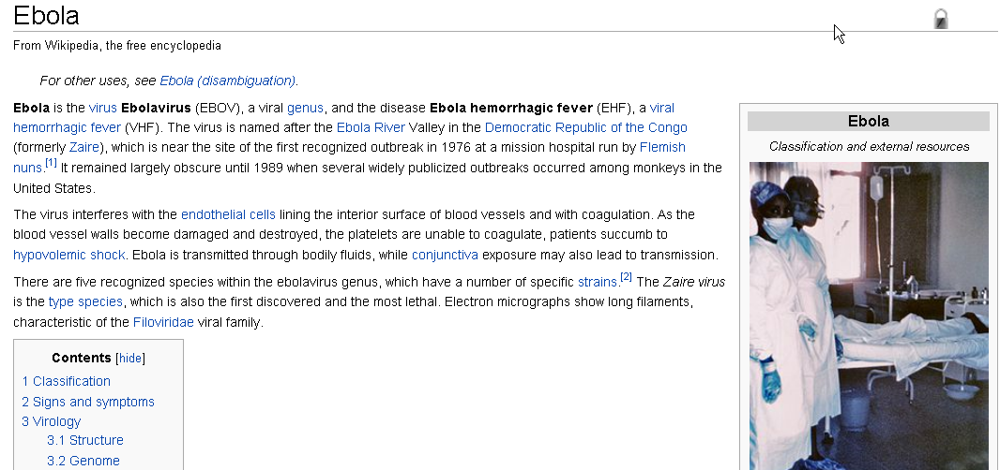 Ebola
From Wikipedia, the free encyclopedia
For other uses, see Ebola (disambiguation).
Ebola is the virus Ebolavirus (EBOV), a viral genus, and the disease Ebola hemorrhagic fever (EHF), a viral
hemorrhagic fever (VHF). The virus is named after the Ebola River Valley in the Democratic Republic of the Congo
(formerly Zaire), which is near the site of the first recognized outbreak in 1976 at a mission hospital run by Flemish
nuns.[1] It remained largely obscure until 1989 when several widely publicized outbreaks occurred among monkeys in the
United States.
The virus interferes with the endothelial cells lining the interior surface of blood vessels and with coagulation. As the
blood vessel walls become damaged and destroyed, the platelets are unable to coagulate, patients succumb to
hypovolemic shock. Ebola is transmitted through bodily fluids, while conjunctiva exposure may also lead to transmission.
There are five recognized species within the ebolavirus genus, which have a number of specific strains.[2] The Zaire virus
is the type species, which is also the first discovered and the most lethal. Electron micrographs show long filaments,
characteristic of the Filoviridae viral family.
Contents [hide]
1 Classification
2 Signs and symptoms
3 Virology
3.1 Structure
3.2 Genome
Ebola
Classification and external resources